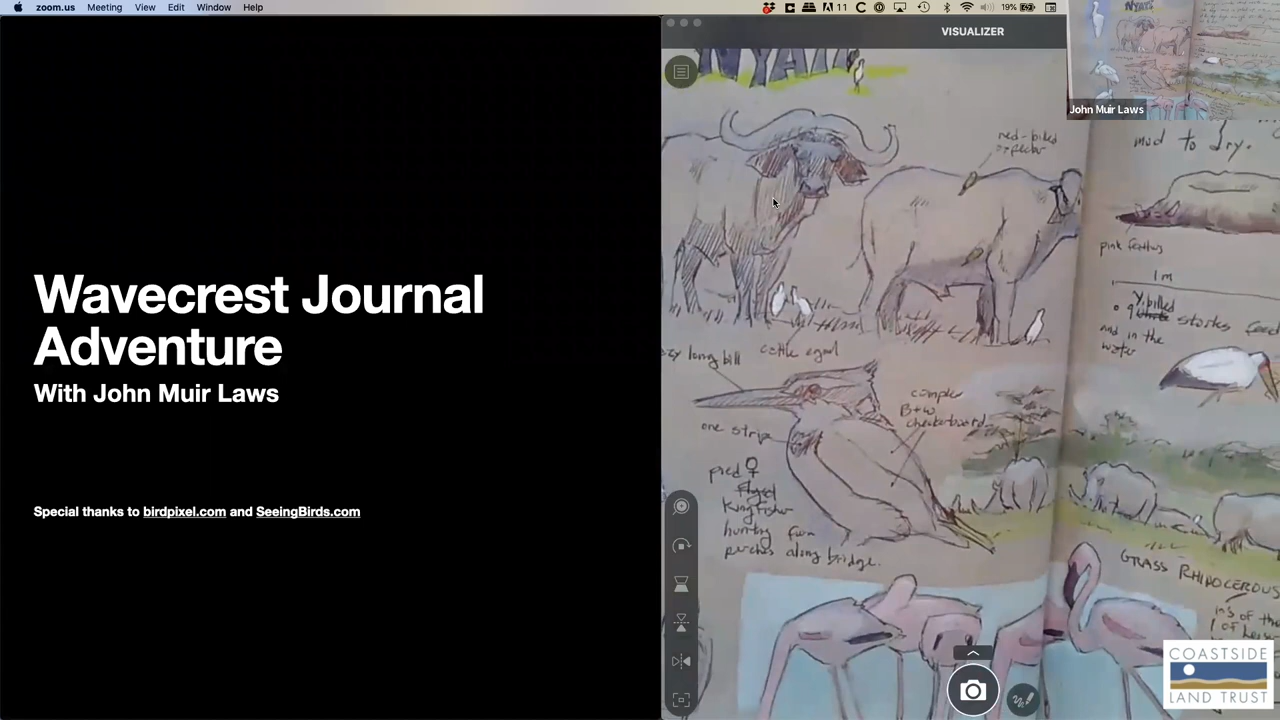 zoom.us Meeting View Edit Window Help
11
19%
VISUALIZER
John Muir Laws
Wavecrest Journal
Adventure
With John Muir Laws
Special thanks to birdpixel.com and SeeingBirds.com
red-billed
mud to dry.
pink feathers
1 m
Y. billed
storks feed
and in the
water
long bill
cattle egret
one strip
complex
B+W
checkerboard
pied ♀
Kingfisher
hunting from
perches along bridge.
GRASS RHINOCEROUS
COASTSIDE
LAND TRUST